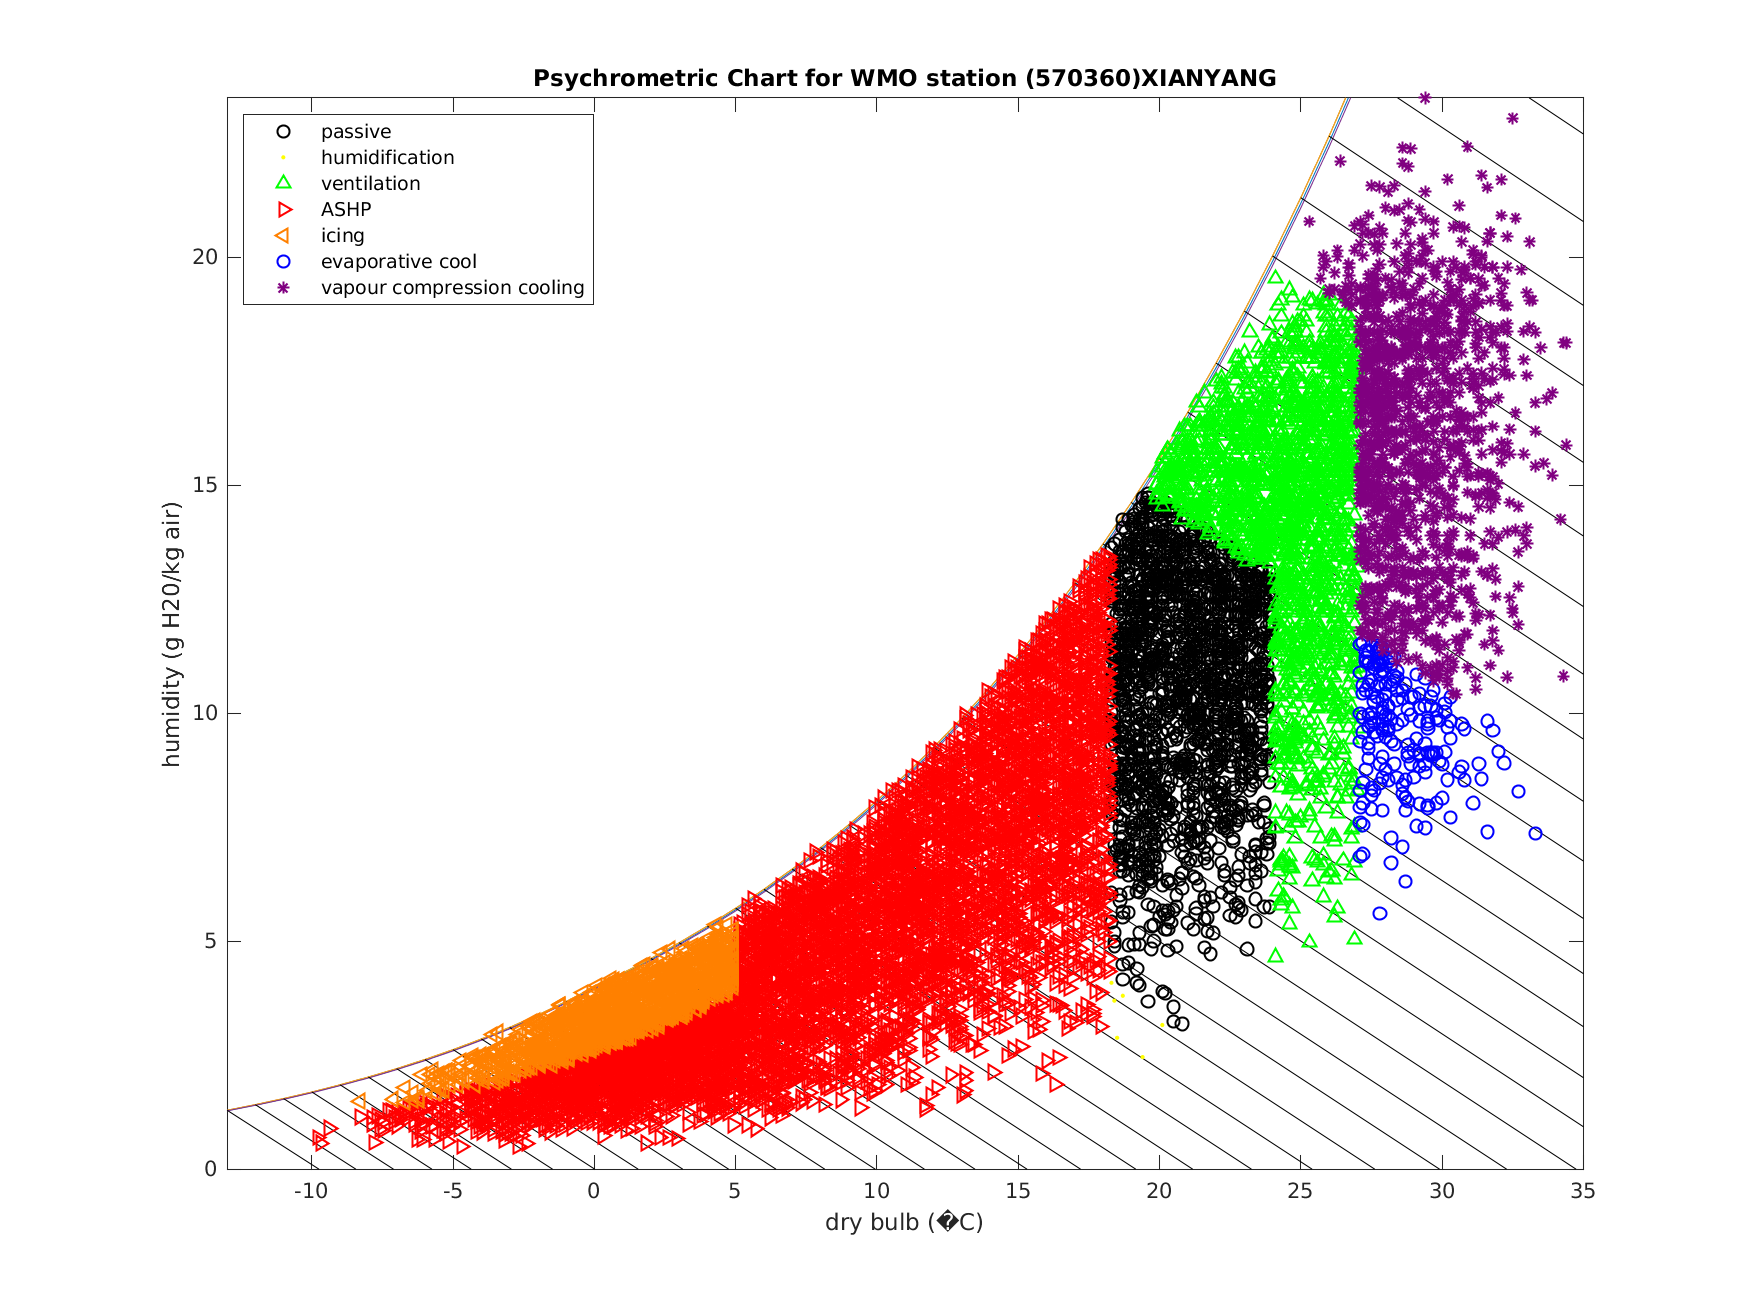 Psychrometric Chart for WMO station (570360)XIANYANG
passive
humidification
ventilation
ASHP
icing
evaporative cool
vapour compression cooling
20
15
10
5
0
humidity (g H20/kg air)
-10 -5 0 5 10 15 20 25 30 35
dry bulb (�C)